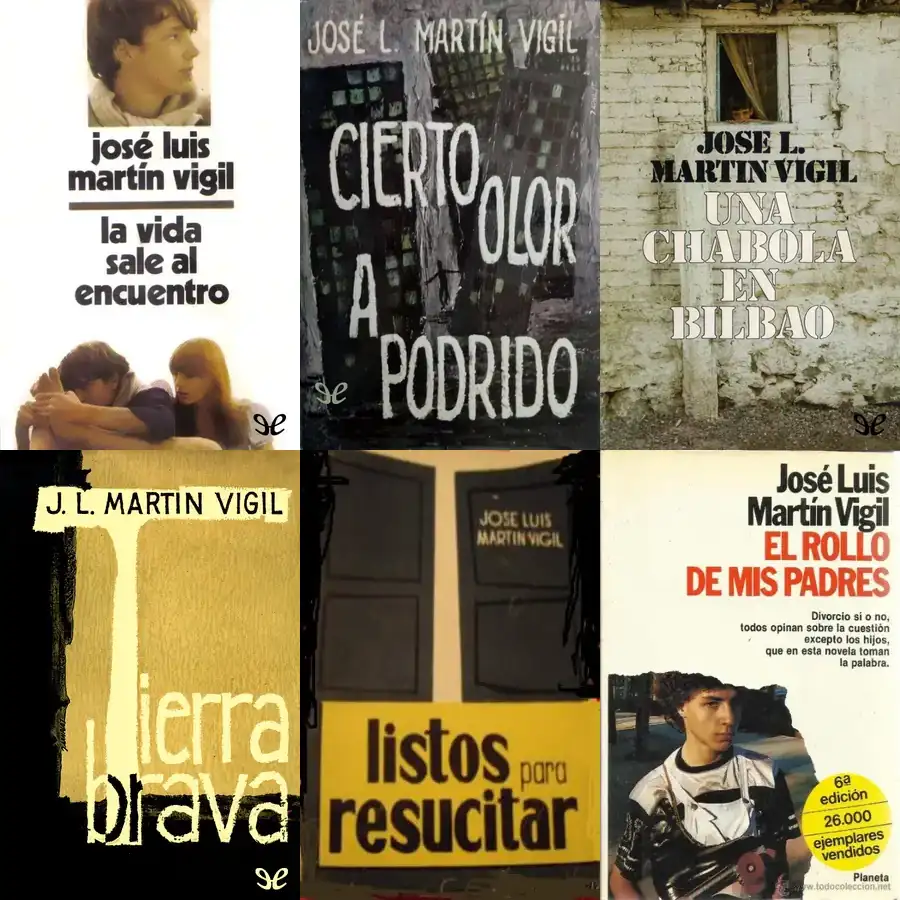 josé luis
martín vigil
la vida
sale al
encuentro
JOSÉ L. MARTÍN VIGIL
CIERTO
OLOR
A
PODRIDO
JOSE L.
MARTIN VIGIL
UNA
CHABOLA
EN
BILBAO
J. L. MARTIN VIGIL
Tierra
brava
JOSE LUIS
MARTIN VIGIL
listos para
resucitar
José Luis
Martín Vigil
EL ROLLO
DE MIS PADRES
Divorcio sí o no,
todos opinan sobre la cuestión
excepto los hijos,
que en esta novela toman
la palabra.
6ª
edición
26.000
ejemplares
vendidos
Planeta
www.todocoleccion.net